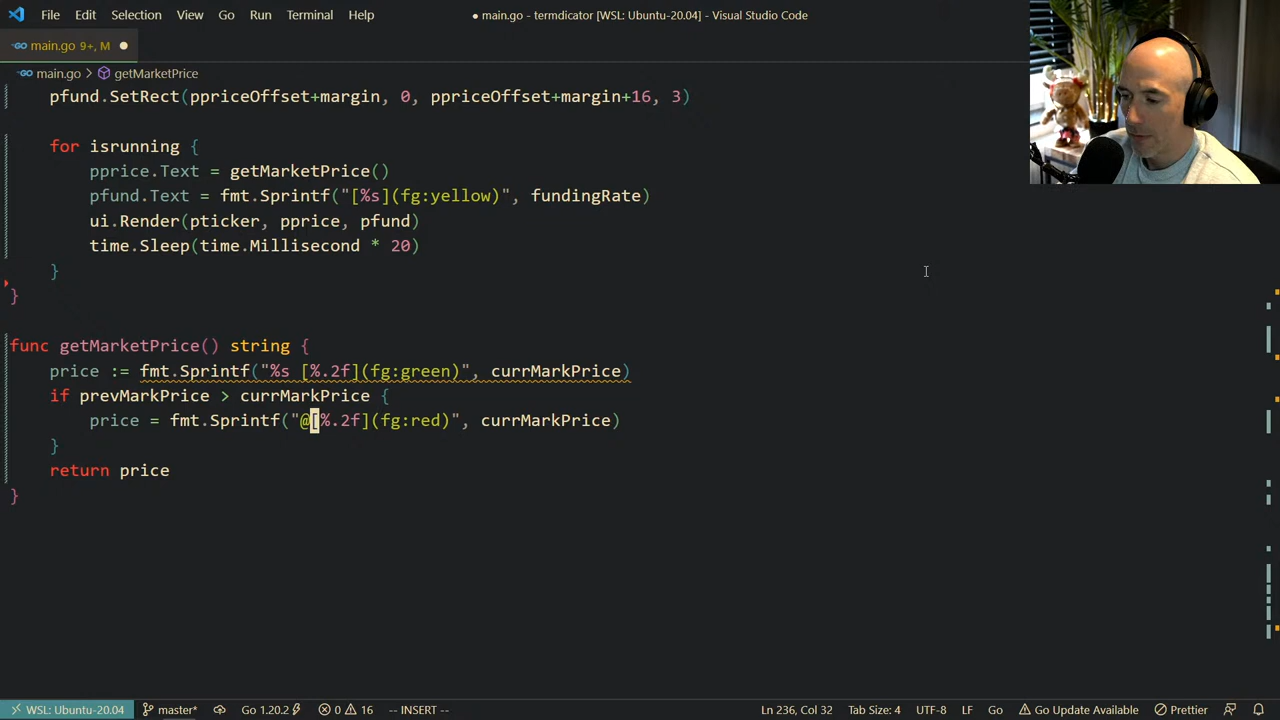 File Edit Selection View Go Run Terminal Help
● main.go - termdicator [WSL: Ubuntu-20.04] - Visual Studio Code
main.go 9+, M ●
main.go > getMarketPrice
pfund.SetRect(ppriceOffset+margin, 0, ppriceOffset+margin+16, 3)
for isrunning {
pprice.Text = getMarketPrice()
pfund.Text = fmt.Sprintf("[%s](fg:yellow)", fundingRate)
ui.Render(pticker, pprice, pfund)
time.Sleep(time.Millisecond * 20)
}
}
func getMarketPrice() string {
price := fmt.Sprintf("%s [%.2f](fg:green)", currMarkPrice)
if prevMarkPrice > currMarkPrice {
price = fmt.Sprintf("@[%.2f](fg:red)", currMarkPrice)
}
return price
}
WSL: Ubuntu-20.04 master* Go 1.20.2 0 16 -- INSERT -- Ln 236, Col 32 Tab Size: 4 UTF-8 LF Go Go Update Available Prettier